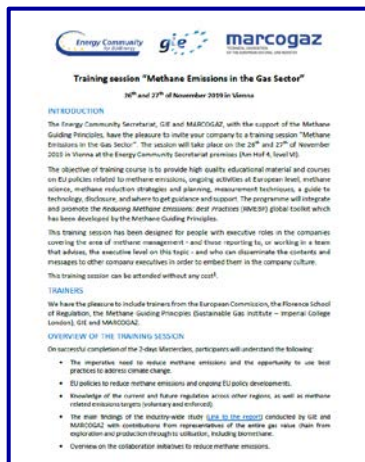 Energy Community
gie
marcogaz
Training session "Methane Emissions in the Gas Sector"
26th and 27th of November 2019 in Vienna
INTRODUCTION
The Energy Community Secretariat, GIE and MARCOGAZ, with the support of the Methane
Guiding Principles, have the pleasure to invite your company to a training session "Methane
Emissions in the Gas Sector". The session will take place on the 26th and 27th of November
2019 in Vienna at the Energy Community Secretariat premises (Am Hof 4, level VI).
The objective of training course is to provide high quality educational material and courses
on EU policies related to methane emissions, ongoing activities at European level, methane
science, methane reduction strategies and planning, measurement techniques, a guide to
technology, disclosure, and where to get guidance and support. The programme will integrate
and promote the Reducing Methane Emissions: Best Practices (RMEBP) global toolkit which
has been developed by the Methane Guiding Principles.
This training session has been designed for people with executive roles in the companies
covering the area of methane management - and those reporting to, or working in a team
that advises, the executive level on this topic - and who can disseminate the contents and
messages to other company executives in order to embed them in the company culture.
This training session can be attended without any cost
TRAINERS
We have the pleasure to include trainers from the European Commission, the Florence School
of Regulation, the Methane Guiding Principles (Sustainable Gas Institute – Imperial College
London), GIE and MARCOGAZ.
OVERVIEW OF THE TRAINING SESSION
On successful completion of the 2-days Masterclass, participants will understand the following:
• The imperative need to reduce methane emissions and the opportunity to use best
practices to address climate change.
• EU policies to reduce methane emissions and ongoing EU policy developments.
• Knowledge of the current and future regulation across other regions, as well as methane
related emissions targets (voluntary and enforced).
• The main findings of the industry-wide study (Link to the report) conducted by GIE and
MARCOGAZ with contributions from representatives of the entire gas value chain from
exploration and production through to utilisation, including biomethane.
• Overview on the collaboration initiatives to reduce methane emissions.